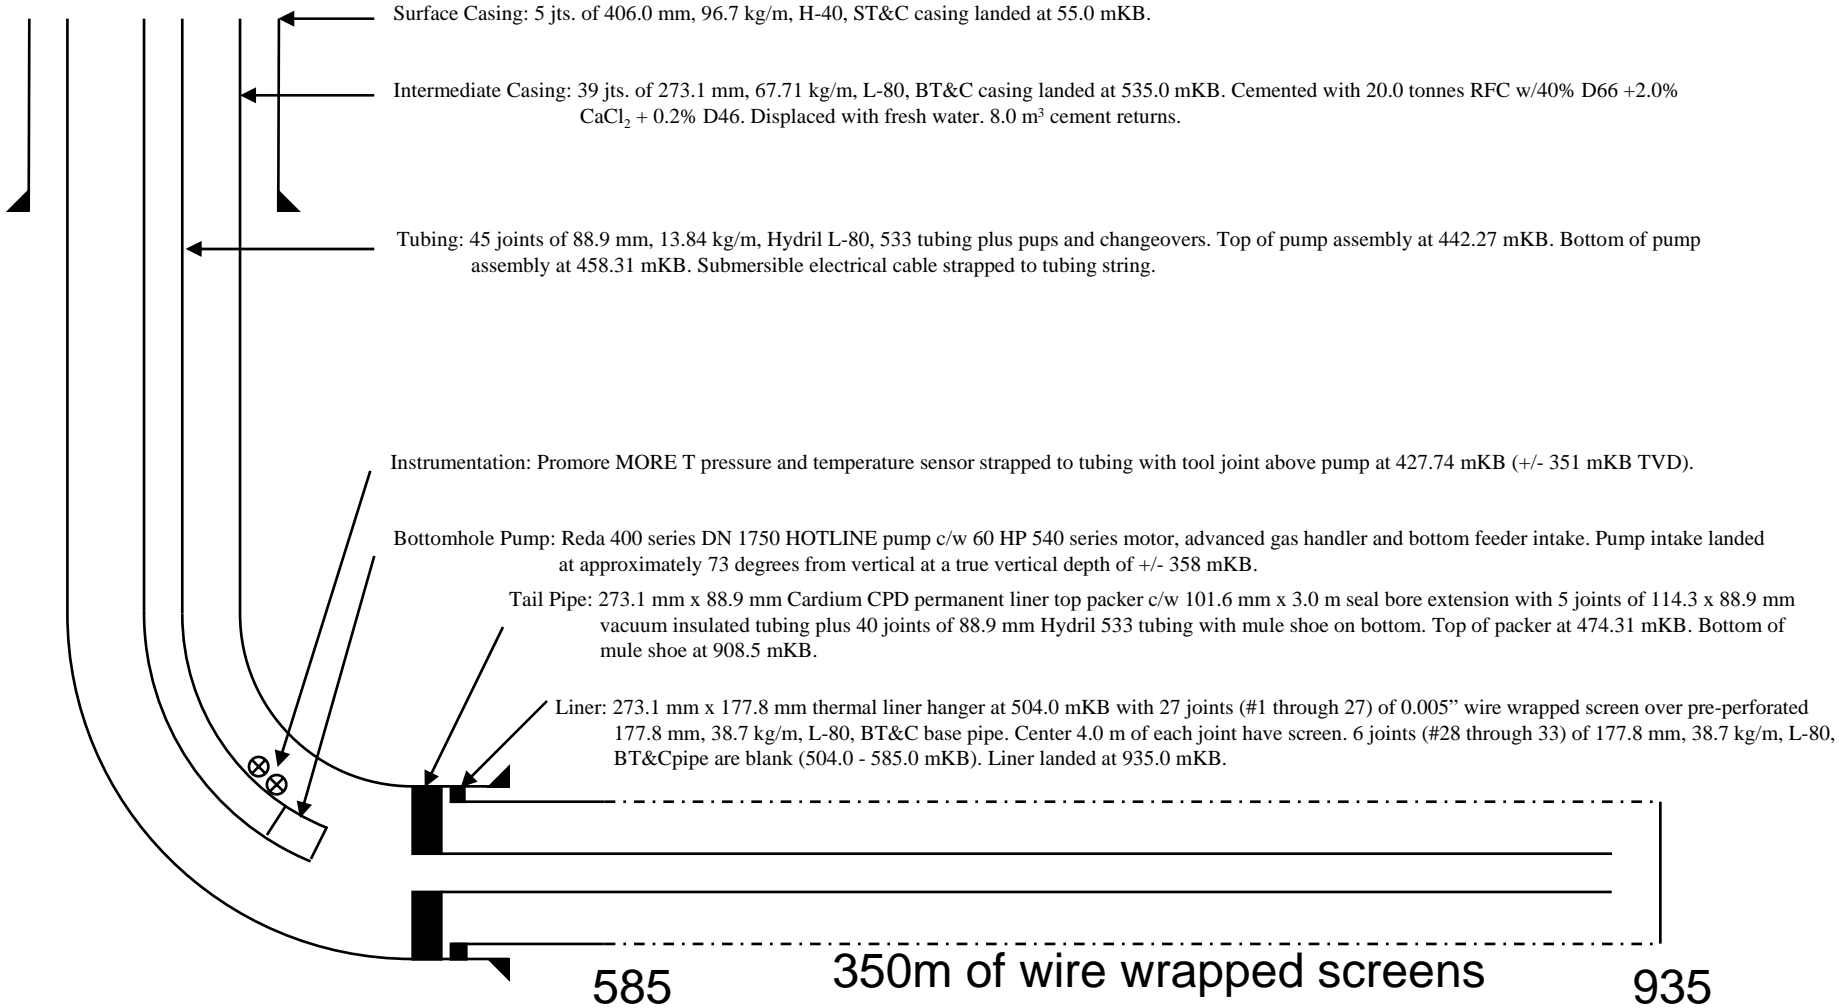 Surface Casing: 5 jts. of 406.0 mm, 96.7 kg/m, H-40, ST&C casing landed at 55.0 mKB.
Intermediate Casing: 39 jts. of 273.1 mm, 67.71 kg/m, L-80, BT&C casing landed at 535.0 mKB. Cemented with 20.0 tonnes RFC w/40% D66 +2.0%
CaCl₂ + 0.2% D46. Displaced with fresh water. 8.0 m³ cement returns.
Tubing: 45 joints of 88.9 mm, 13.84 kg/m, Hydril L-80, 533 tubing plus pups and changeovers. Top of pump assembly at 442.27 mKB. Bottom of pump
assembly at 458.31 mKB. Submersible electrical cable strapped to tubing string.
Instrumentation: Promore MORE T pressure and temperature sensor strapped to tubing with tool joint above pump at 427.74 mKB (+/- 351 mKB TVD).
Bottomhole Pump: Reda 400 series DN 1750 HOTLINE pump c/w 60 HP 540 series motor, advanced gas handler and bottom feeder intake. Pump intake landed
at approximately 73 degrees from vertical at a true vertical depth of +/- 358 mKB.
Tail Pipe: 273.1 mm x 88.9 mm Cardium CPD permanent liner top packer c/w 101.6 mm x 3.0 m seal bore extension with 5 joints of 114.3 x 88.9 mm
vacuum insulated tubing plus 40 joints of 88.9 mm Hydril 533 tubing with mule shoe on bottom. Top of packer at 474.31 mKB. Bottom of
mule shoe at 908.5 mKB.
Liner: 273.1 mm x 177.8 mm thermal liner hanger at 504.0 mKB with 27 joints (#1 through 27) of 0.005” wire wrapped screen over pre-perforated
177.8 mm, 38.7 kg/m, L-80, BT&C base pipe. Center 4.0 m of each joint have screen. 6 joints (#28 through 33) of 177.8 mm, 38.7 kg/m, L-80,
BT&Cpipe are blank (504.0 - 585.0 mKB). Liner landed at 935.0 mKB.
585
350m of wire wrapped screens
935